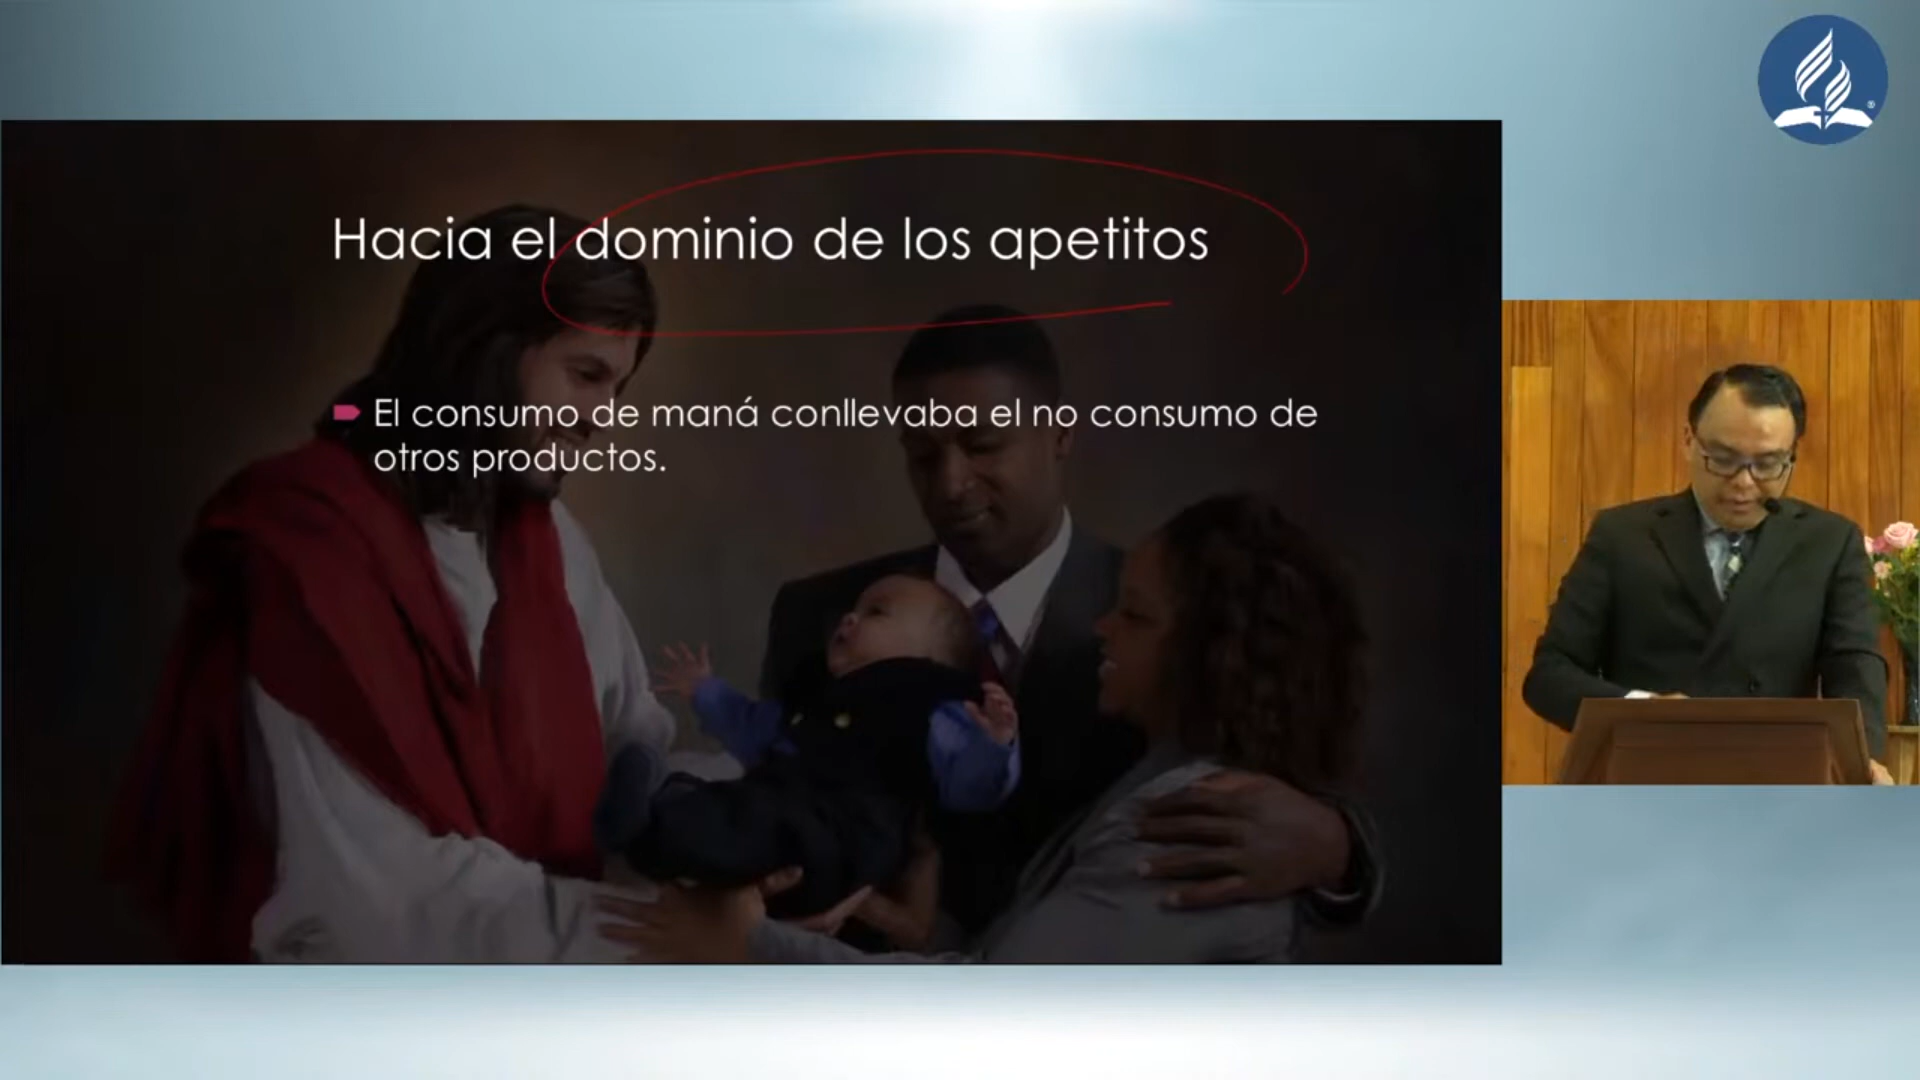 Hacia el dominio de los apetitos
El consumo de maná conllevaba el no consumo de
otros productos.